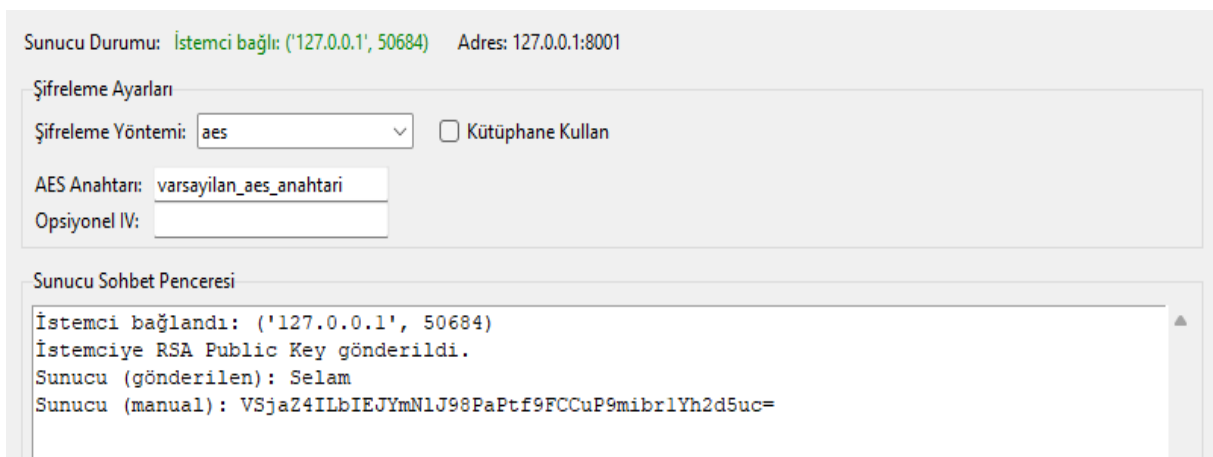 Sunucu Durumu: İstemci bağlı: ('127.0.0.1', 50684) Adres: 127.0.0.1:8001
Şifreleme Ayarları
Şifreleme Yöntemi: aes Kütüphane Kullan
AES Anahtarı: varsayilan_aes_anahtari
Opsiyonel IV:
Sunucu Sohbet Penceresi
İstemci bağlandı: ('127.0.0.1', 50684)
İstemciye RSA Public Key gönderildi.
Sunucu (gönderilen): Selam
Sunucu (manual): VSjaZ4ILbIEJYmNlJ98PaPtf9FCCuP9mibrlYh2d5uc=